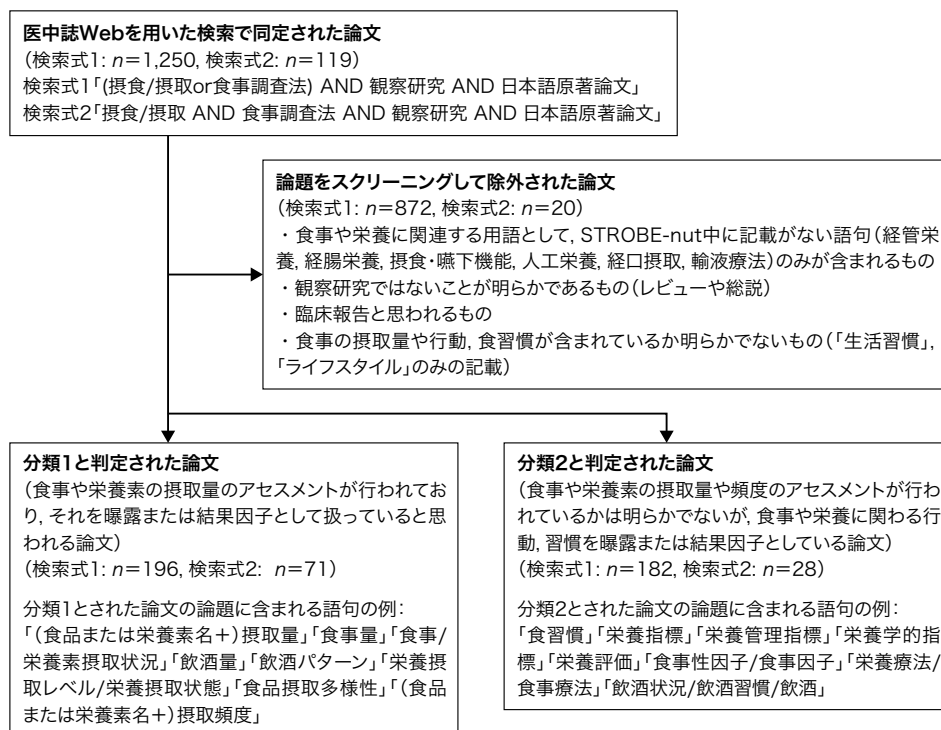 医中誌Webを用いた検索で同定された論文
（検索式1: n＝1,250, 検索式2: n＝119）
検索式1「(摂食/摂取or食事調査法) AND 観察研究 AND 日本語原著論文」
検索式2「摂食/摂取 AND 食事調査法 AND 観察研究 AND 日本語原著論文」
論題をスクリーニングして除外された論文
（検索式1: n＝872, 検索式2: n＝20）
・食事や栄養に関連する用語として, STROBE-nut中に記載がない語句（経管栄
養, 経腸栄養, 摂食・嚥下機能, 人工栄養, 経口摂取, 輸液療法）のみが含まれるもの
・観察研究ではないことが明らかであるもの（レビューや総説）
・臨床報告と思われるもの
・食事の摂取量や行動, 食習慣が含まれているか明らかでないもの（「生活習慣」,
「ライフスタイル」のみの記載）
分類1と判定された論文
（食事や栄養素の摂取量のアセスメントが行われてお
り, それを曝露または結果因子として扱っていると思
われる論文）
（検索式1: n＝196, 検索式2: n＝71）
分類1とされた論文の論題に含まれる語句の例：
「（食品または栄養素名＋）摂取量」「食事量」「食事/
栄養素摂取状況」「飲酒量」「飲酒パターン」「栄養摂
取レベル/栄養摂取状態」「食品摂取多様性」「（食品
または栄養素名＋）摂取頻度」
分類2と判定された論文
（食事や栄養素の摂取量や頻度のアセスメントが行わ
れているかは明らかでないが, 食事や栄養に関わる行
動, 習慣を曝露または結果因子としている論文）
（検索式1: n＝182, 検索式2: n＝28）
分類2とされた論文の論題に含まれる語句の例：
「食習慣」「栄養指標」「栄養管理指標」「栄養学的指
標」「栄養評価」「食事性因子/食事因子」「栄養療法/
食事療法」「飲酒状況/飲酒習慣/飲酒」